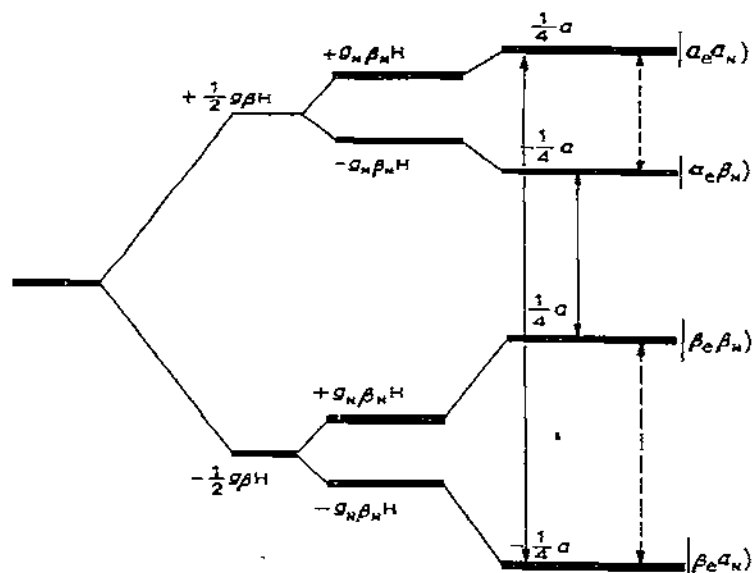 1/4 a
+g_N β_N H
|α_e α_N)
+ 1/2 gβH
- 1/4 a
-g_N β_N H
|α_e β_N)
1/4 a
|β_e β_N)
+g_N β_N H
- 1/2 gβH
-g_N β_N H
- 1/4 a
|β_e α_N)